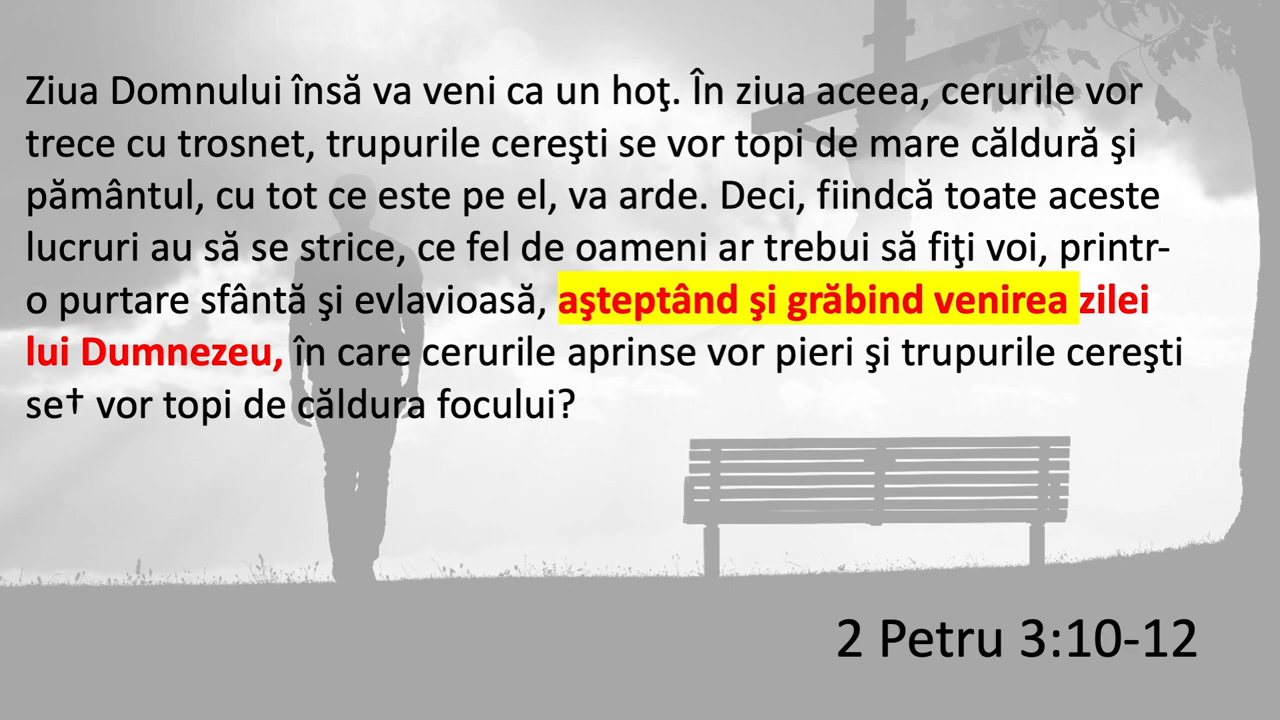 Ziua Domnului însă va veni ca un hoţ. În ziua aceea, cerurile vor
trece cu trosnet, trupurile cereşti se vor topi de mare căldură şi
pământul, cu tot ce este pe el, va arde. Deci, fiindcă toate aceste
lucruri au să se strice, ce fel de oameni ar trebui să fiţi voi, printr-
o purtare sfântă şi evlavioasă, aşteptând şi grăbind venirea zilei
lui Dumnezeu, în care cerurile aprinse vor pieri şi trupurile cereşti
se† vor topi de căldura focului?
2 Petru 3:10-12